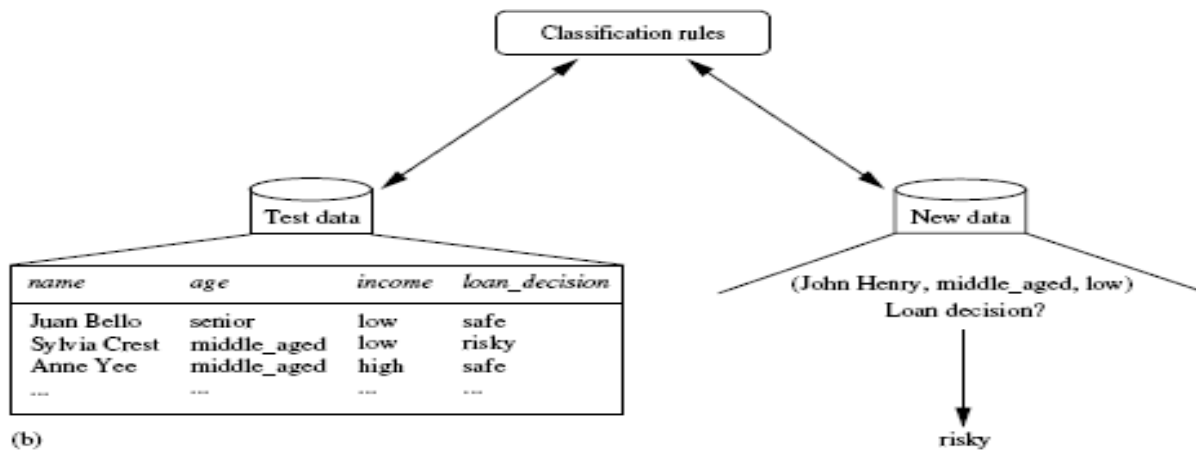 Classification rules
Test data
name age income loan_decision
Juan Bello senior low safe
Sylvia Crest middle_aged low risky
Anne Yee middle_aged high safe
... ... ... ...
New data
(John Henry, middle_aged, low)
Loan decision?
risky
(b)